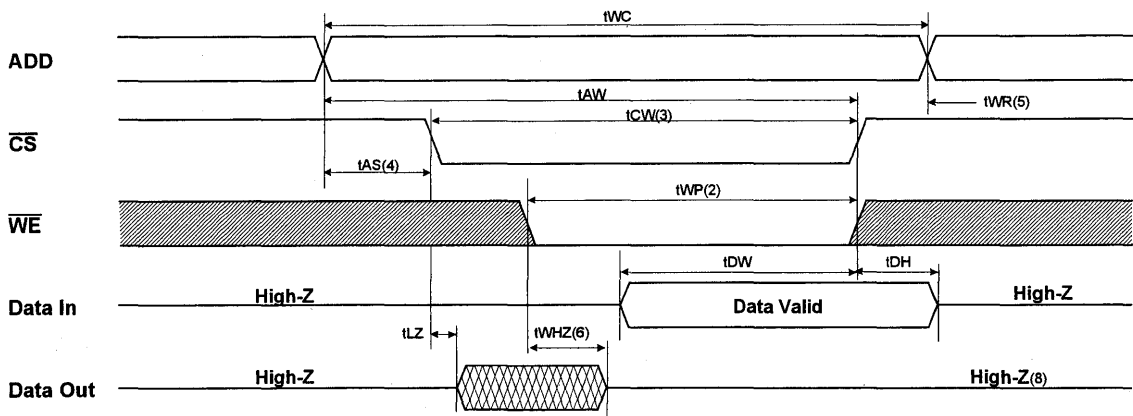 tWC
ADD
tAW
tWR(5)
tCW(3)
CS
tAS(4)
tWP(2)
WE
tDW
tDH
High-Z
Data Valid
High-Z
Data In
tLZ
tWHZ(6)
High-Z
High-Z(8)
Data Out